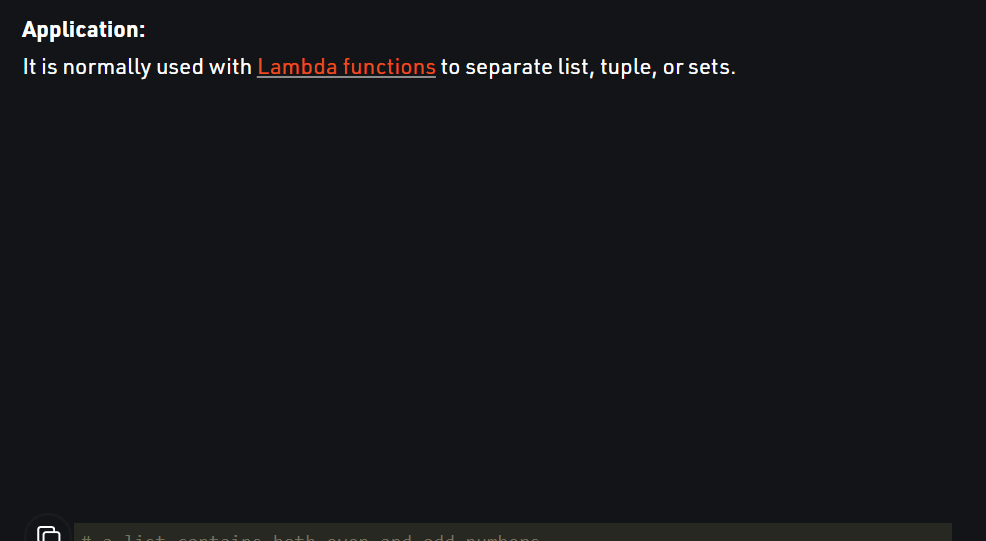 Application:
It is normally used with Lambda functions to separate list, tuple, or sets.
# a list contains both even and odd numbers